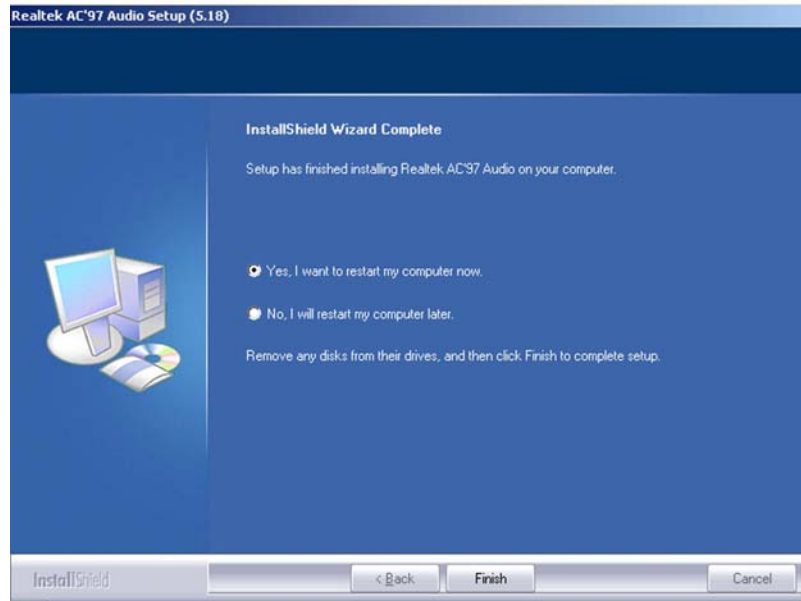 Realtek AC'97 Audio Setup (5.18)
InstallShield Wizard Complete
Setup has finished installing Realtek AC'97 Audio on your computer.
Yes, I want to restart my computer now.
No, I will restart my computer later.
Remove any disks from their drives, and then click Finish to complete setup.
InstallShield
< Back
Finish
Cancel